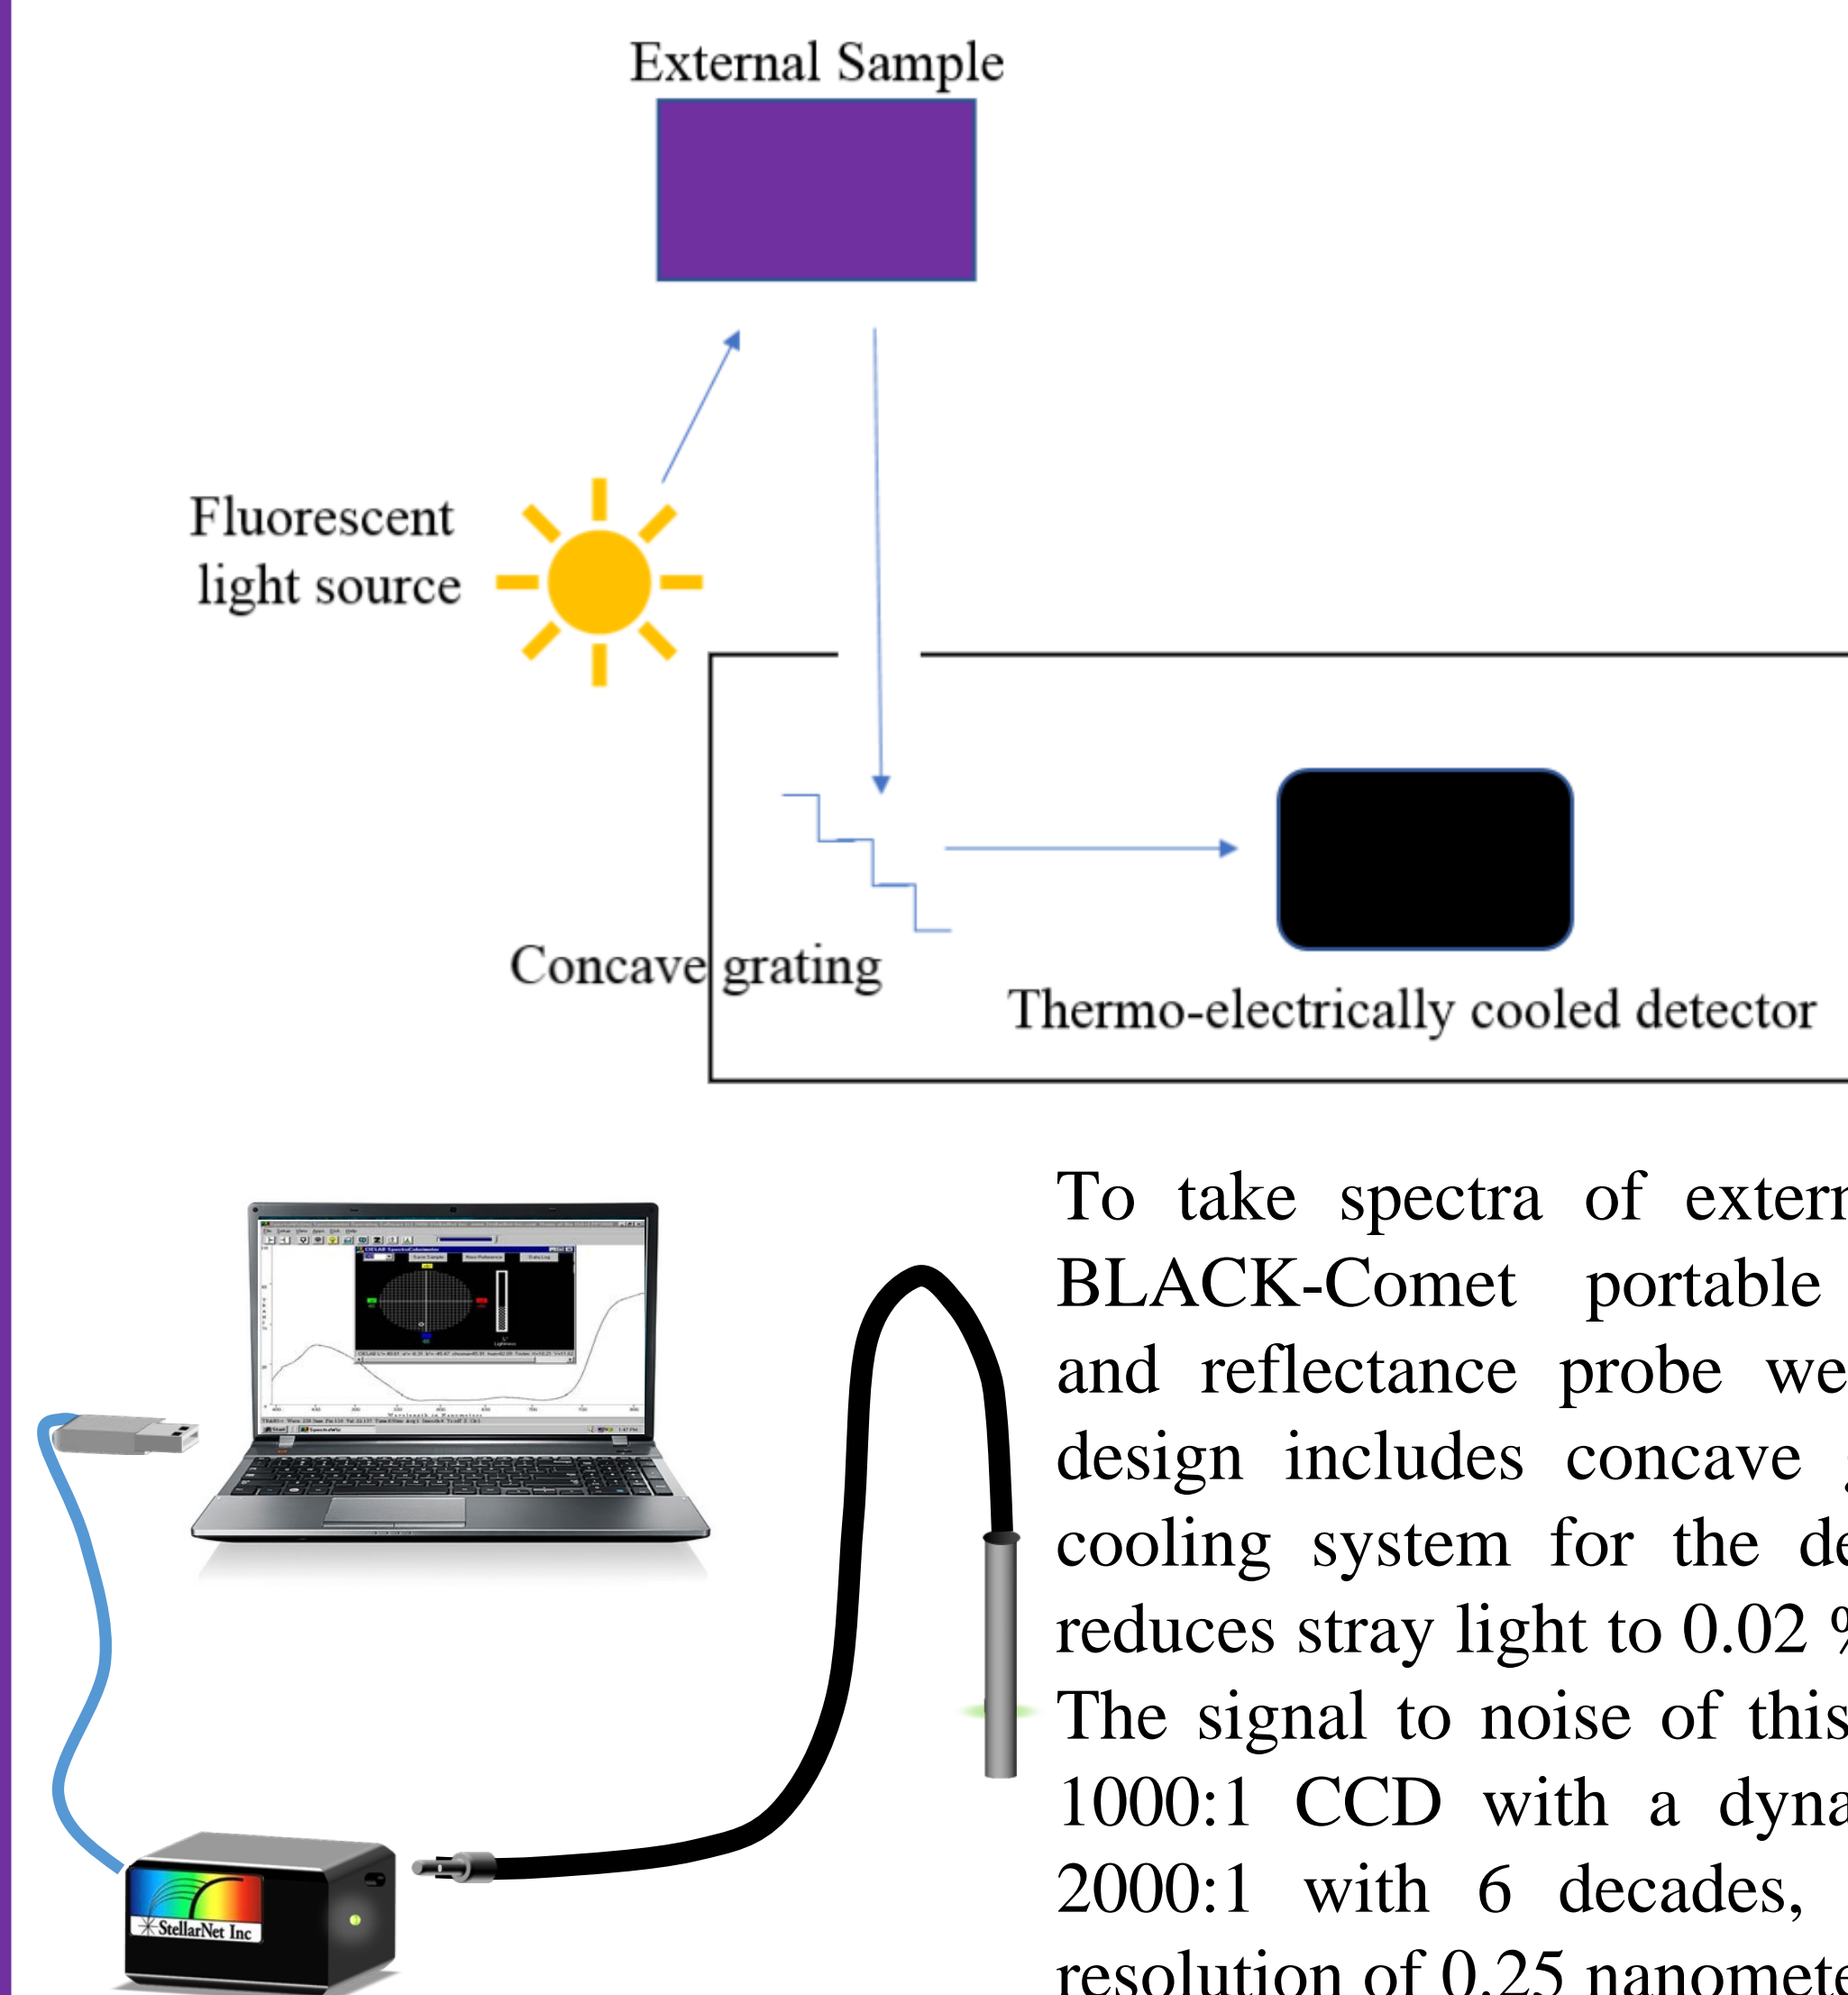 External Sample
Fluorescent
light source
Concave grating
Thermo-electrically cooled detector
To take spectra of extern
BLACK-Comet portable
and reflectance probe we
design includes concave
cooling system for the de
reduces stray light to 0.02 %
The signal to noise of this
1000:1 CCD with a dyna
2000:1 with 6 decades,
resolution of 0.25 nanomete
StellarNet Inc